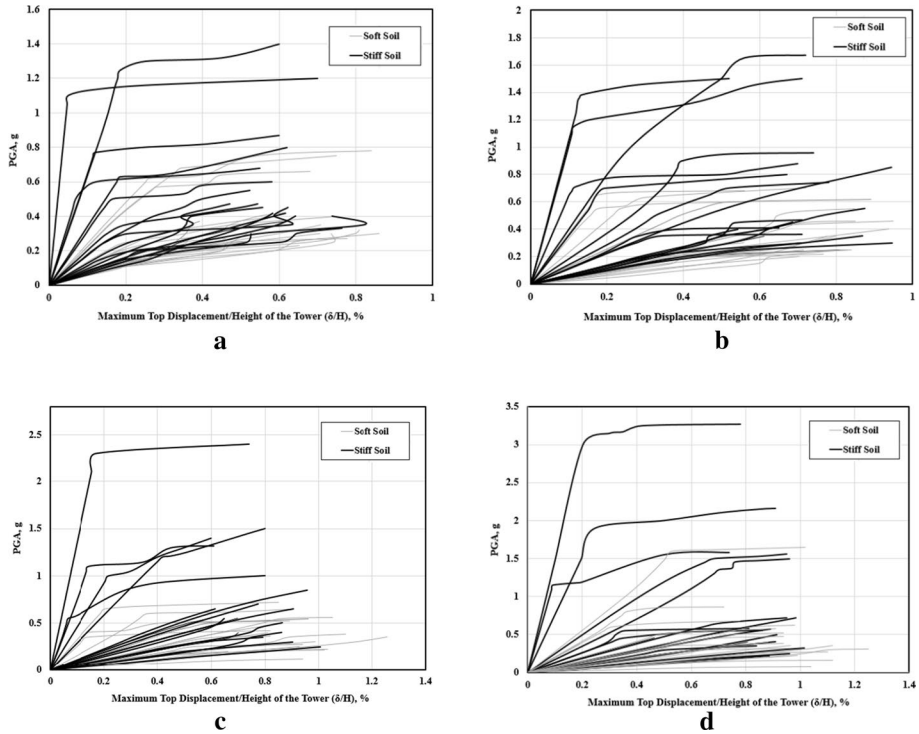 1.6
1.4
1.2
1
0.8
0.6
0.4
0.2
0
PGA, g
Soft Soil
Stiff Soil
0 0.2 0.4 0.6 0.8 1
Maximum Top Displacement/Height of the Tower (δ/H), %
a
2
1.8
1.6
1.4
1.2
1
0.8
0.6
0.4
0.2
0
PGA, g
Soft Soil
Stiff Soil
0 0.2 0.4 0.6 0.8 1
Maximum Top Displacement/Height of the Tower (δ/H), %
b
2.5
2
1.5
1
0.5
0
PGA, g
Soft Soil
Stiff Soil
0 0.2 0.4 0.6 0.8 1 1.2 1.4
Maximum Top Displacement/Height of the Tower (δ/H), %
c
3.5
3
2.5
2
1.5
1
0.5
0
PGA, g
Soft Soil
Stiff Soil
0 0.2 0.4 0.6 0.8 1 1.2 1.4
Maximum Top Displacement/Height of the Tower (δ/H), %
d